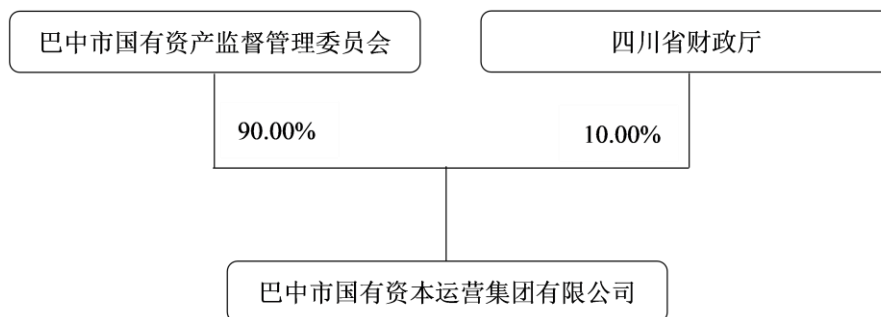 巴中市国有资产监督管理委员会
四川省财政厅
90.00%
10.00%
巴中市国有资本运营集团有限公司